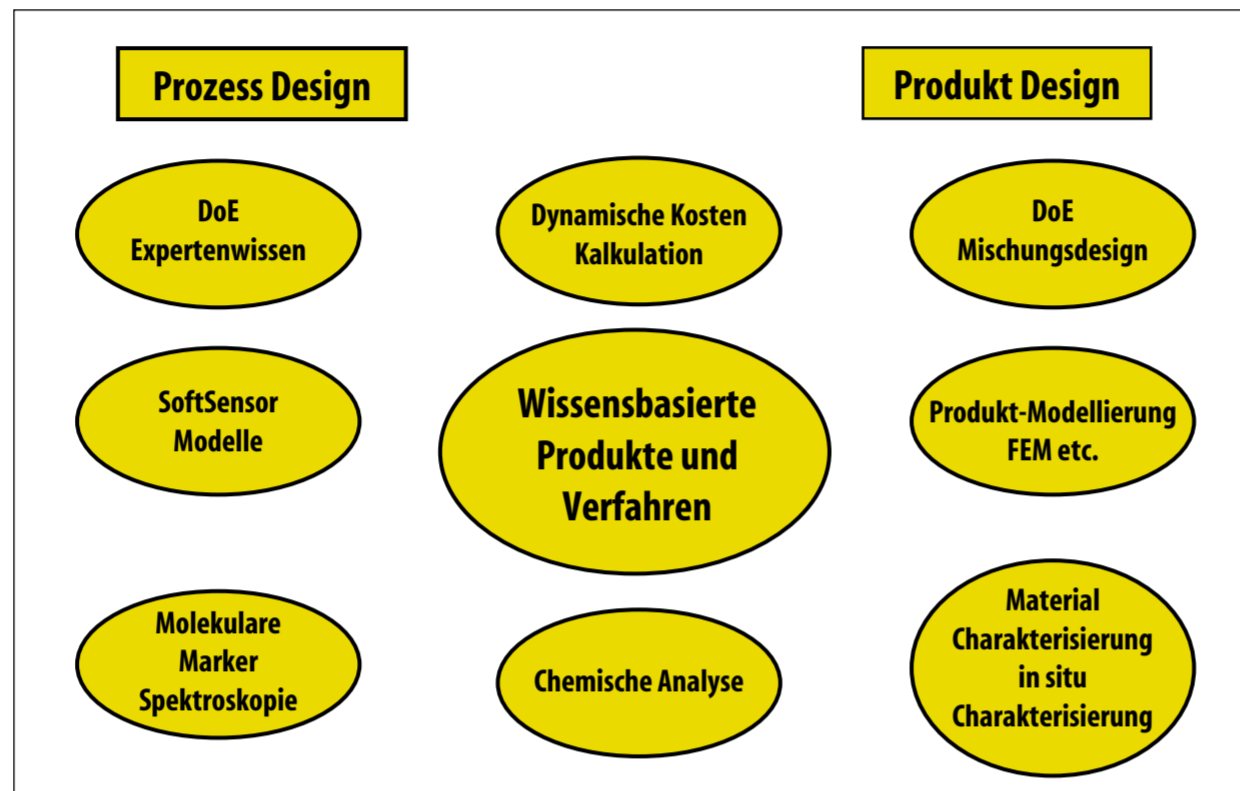 Prozess Design
Produkt Design
DoE
Expertenwissen
Dynamische Kosten
Kalkulation
DoE
Mischungsdesign
SoftSensor
Modelle
Wissensbasierte
Produkte und
Verfahren
Produkt-Modellierung
FEM etc.
Molekulare
Marker
Spektroskopie
Chemische Analyse
Material
Charakterisierung
in situ
Charakterisierung